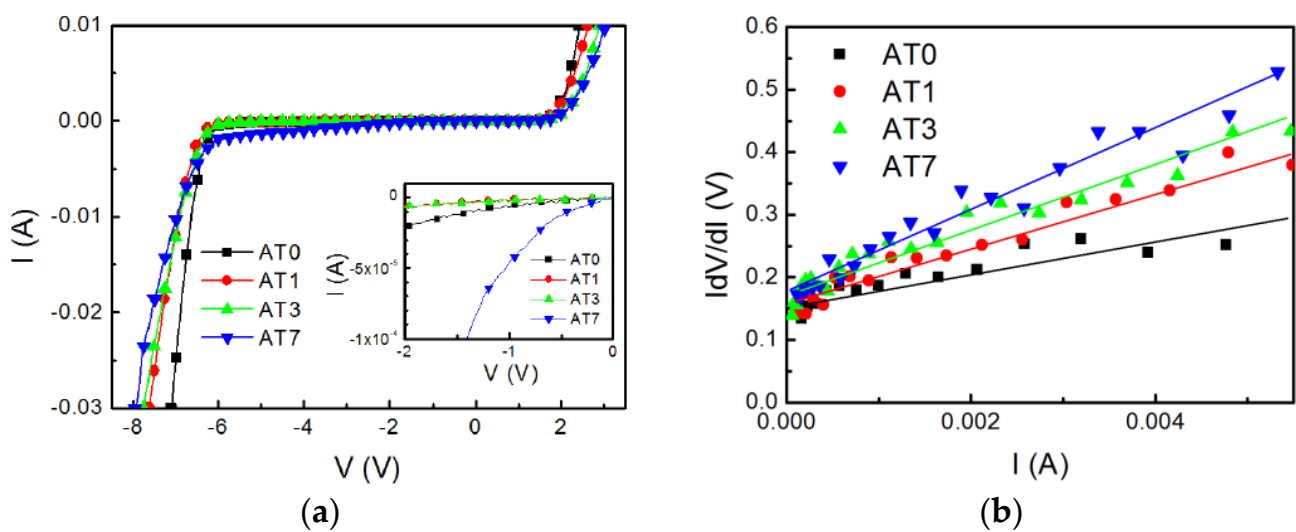 0.01
0.00
-0.01
-0.02
-0.03
I (A)
-8 -6 -4 -2 0 2
V (V)
AT0
AT1
AT3
AT7
0
-5x10⁻⁵
-1x10⁻⁴
I (A)
-2 -1 0
V (V)
AT0
AT1
AT3
AT7
(a)
0.6
0.5
0.4
0.3
0.2
0.1
0.0
IdV/dI (V)
0.000 0.002 0.004
I (A)
AT0
AT1
AT3
AT7
(b)